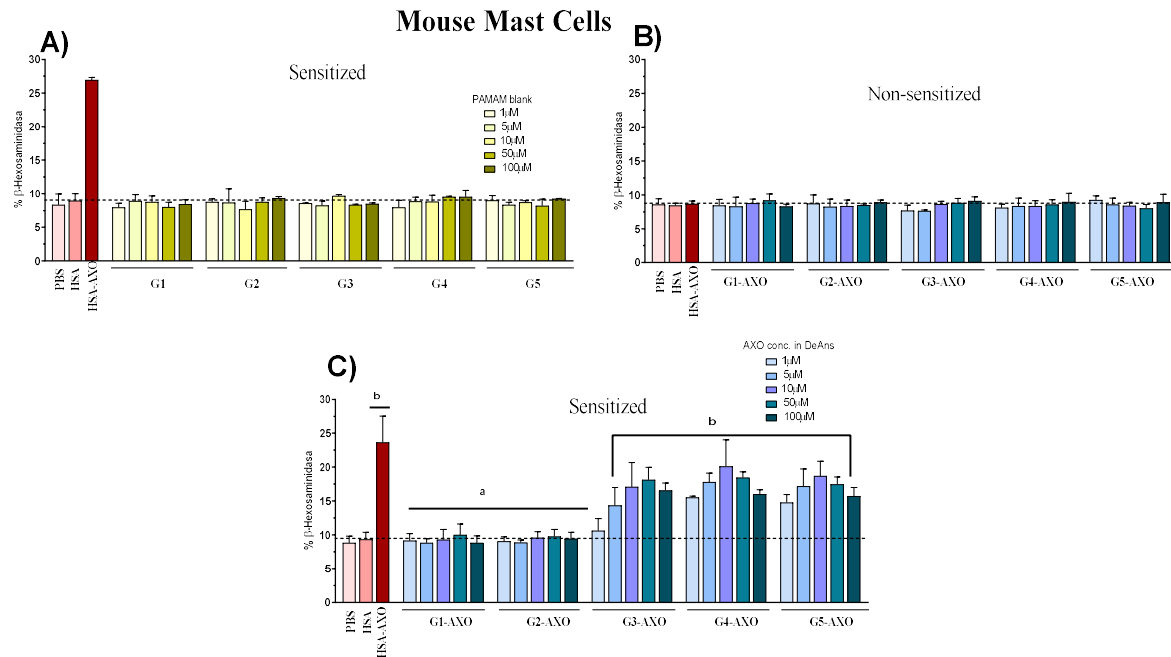 Mouse Mast Cells
A)
Sensitized
% β-Hexosaminidasa
30
25
20
15
10
5
0
PAMAM blank
1μM
5μM
10μM
50μM
100μM
PBS
HSA
HSA-AXO
G1
G2
G3
G4
G5
B)
Non-sensitized
% β-Hexosaminidasa
30
25
20
15
10
5
0
PBS
HSA
HSA-AXO
G1-AXO
G2-AXO
G3-AXO
G4-AXO
G5-AXO
C)
Sensitized
% β-Hexosaminidasa
30
25
20
15
10
5
0
AXO conc. in DeAns
1μM
5μM
10μM
50μM
100μM
b
a
b
PBS
HSA
HSA-AXO
G1-AXO
G2-AXO
G3-AXO
G4-AXO
G5-AXO